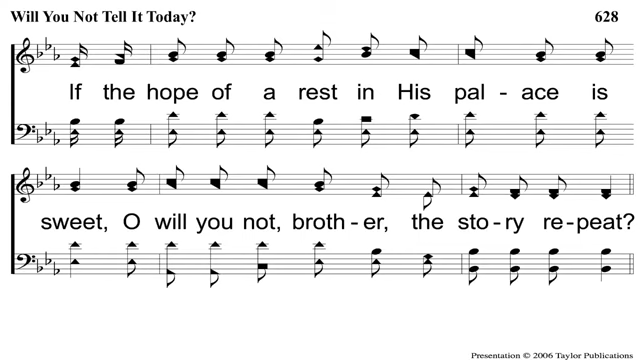 Will You Not Tell It Today? 628
If the hope of a rest in His pal - ace is
sweet, O will you not, broth - er, the sto - ry re - peat?
Presentation © 2006 Taylor Publications